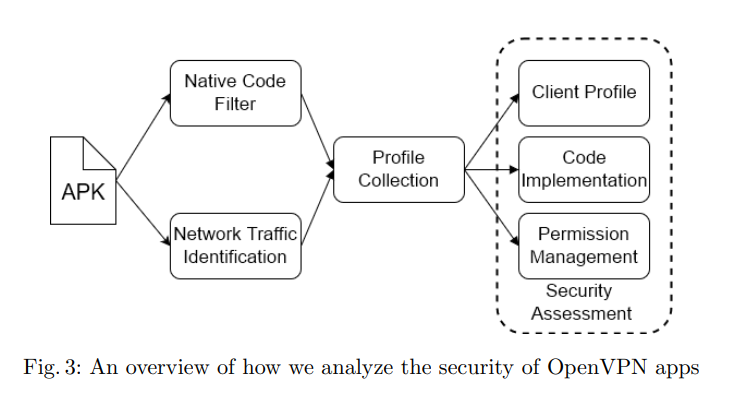 APK
Native Code
Filter
Network Traffic
Identification
Profile
Collection
Client Profile
Code
Implementation
Permission
Management
Security
Assessment
Fig. 3: An overview of how we analyze the security of OpenVPN apps